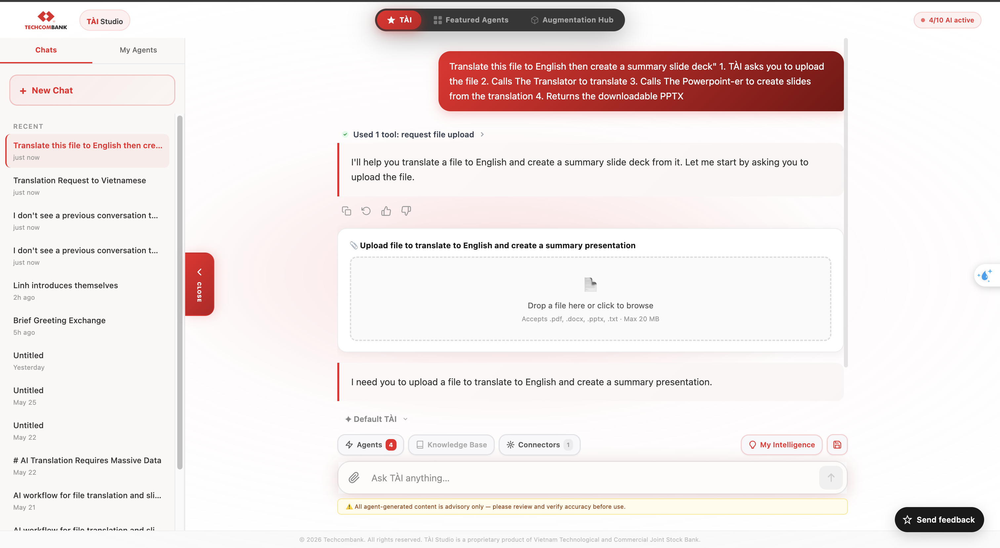 TECHCOMBANK
TÀI Studio
TÀI
Featured Agents
Augmentation Hub
4/10 AI active
Chats
My Agents
+ New Chat
RECENT
Translate this file to English then cre...
just now
Translation Request to Vietnamese
just now
I don't see a previous conversation t...
just now
I don't see a previous conversation t...
just now
Linh introduces themselves
2h ago
Brief Greeting Exchange
5h ago
Untitled
Yesterday
Untitled
May 25
Untitled
May 22
# AI Translation Requires Massive Data
May 22
AI workflow for file translation and sli...
May 21
AI workflow for file translation and sli
CLOSE
Translate this file to English then create a summary slide deck" 1. TÀI asks you to upload
the file 2. Calls The Translator to translate 3. Calls The Powerpoint-er to create slides
from the translation 4. Returns the downloadable PPTX
Used 1 tool: request file upload
I'll help you translate a file to English and create a summary slide deck from it. Let me start by asking you to
upload the file.
Upload file to translate to English and create a summary presentation
Drop a file here or click to browse
Accepts .pdf, .docx, .pptx, .txt · Max 20 MB
I need you to upload a file to translate to English and create a summary presentation.
Default TÀI
Agents 4
Knowledge Base
Connectors 1
My Intelligence
Ask TÀI anything...
All agent-generated content is advisory only — please review and verify accuracy before use.
Send feedback
© 2026 Techcombank. All rights reserved. TÀI Studio is a proprietary product of Vietnam Technological and Commercial Joint Stock Bank.